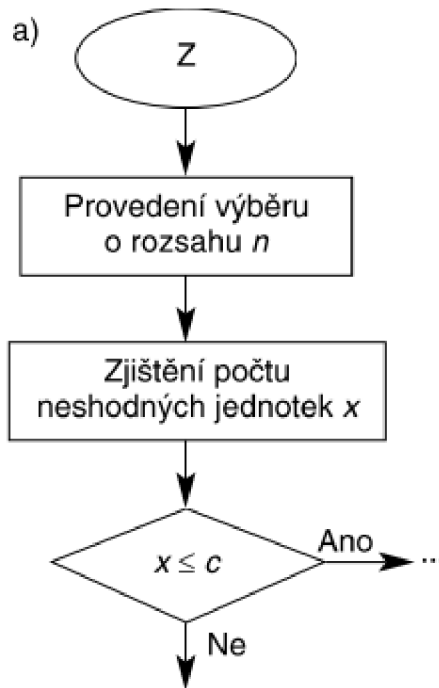 a)
Z
Provedení výběru
o rozsahu n
Zjištění počtu
neshodných jednotek x
x ≤ c
Ano
..
Ne